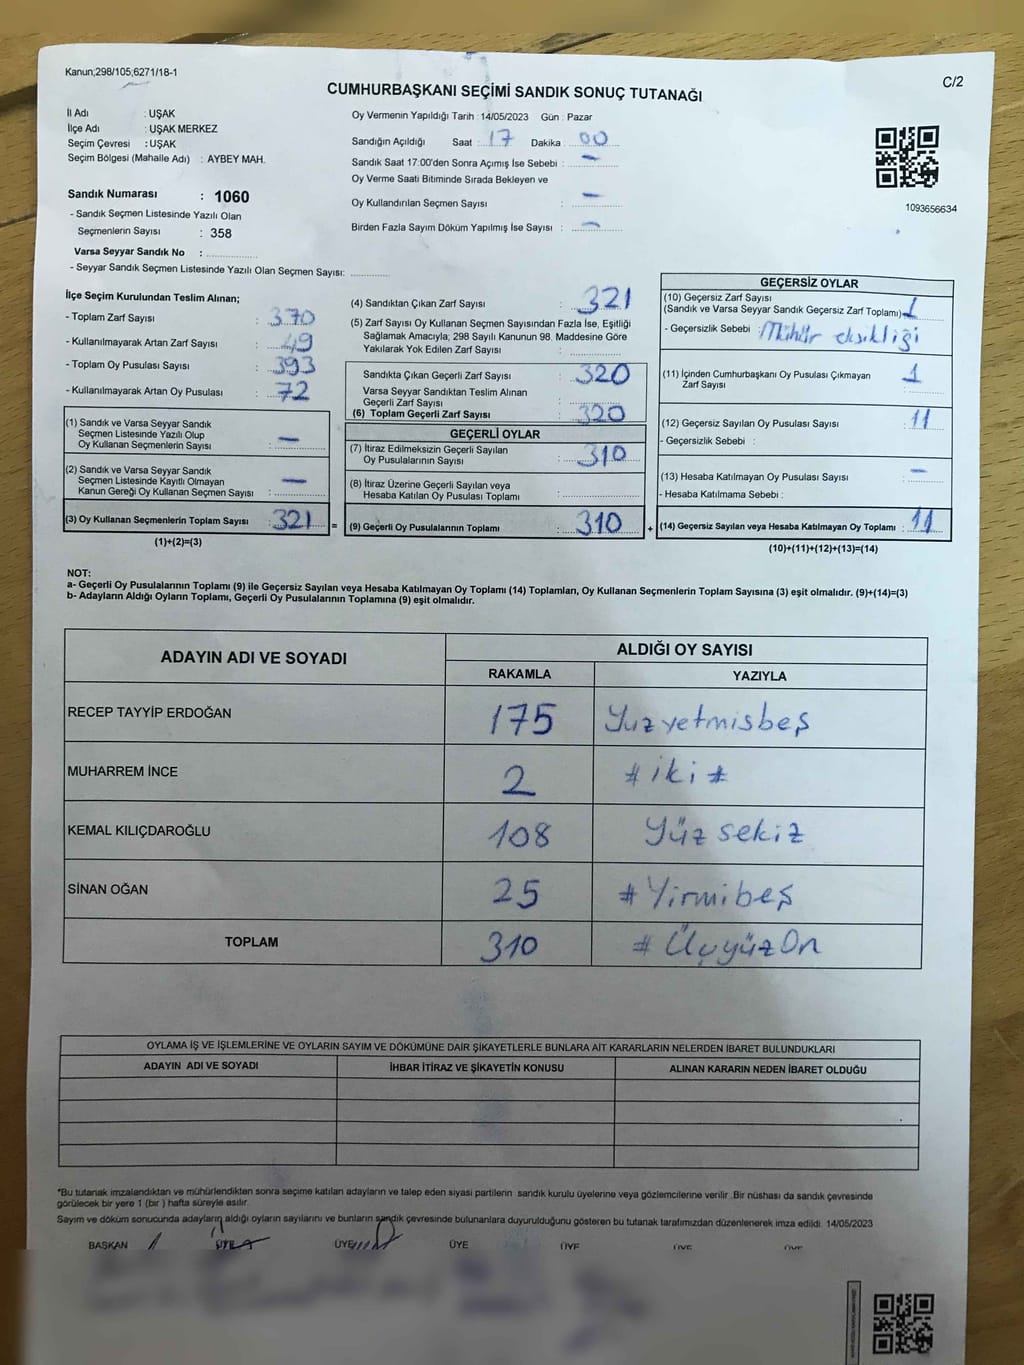 Kanun;298/105;6271/18-1
C/2
CUMHURBAŞKANI SEÇİMİ SANDIK SONUÇ TUTANAĞI
İl Adı : UŞAK
İlçe Adı : UŞAK MERKEZ
Seçim Çevresi : UŞAK
Seçim Bölgesi (Mahalle Adı) : AYBEY MAH.
Sandık Numarası : 1060
- Sandık Seçmen Listesinde Yazılı Olan
Seçmenlerin Sayısı : 358
Varsa Seyyar Sandık No :
- Seyyar Sandık Seçmen Listesinde Yazılı Olan Seçmen Sayısı:
Oy Vermenin Yapıldığı Tarih : 14/05/2023 Gün : Pazar
Sandığın Açıldığı Saat : 17 Dakika : 00
Sandık Saat 17:00'den Sonra Açımış İse Sebebi : -
Oy Verme Saati Bitiminde Sırada Bekleyen ve
Oy Kullandırılan Seçmen Sayısı : -
Birden Fazla Sayım Döküm Yapılmış İse Sayısı : -
1093656634
İlçe Seçim Kurulundan Teslim Alınan;
- Toplam Zarf Sayısı : 370
- Kullanılmayarak Artan Zarf Sayısı : 49
- Toplam Oy Pusulası Sayısı : 393
- Kullanılmayarak Artan Oy Pusulası : 72
(1) Sandık ve Varsa Seyyar Sandık
Seçmen Listesinde Yazılı Olup
Oy Kullanan Seçmenlerin Sayısı : -
(2) Sandık ve Varsa Seyyar Sandık
Seçmen Listesinde Kayıtlı Olmayan
Kanun Gereği Oy Kullanan Seçmen Sayısı : -
(3) Oy Kullanan Seçmenlerin Toplam Sayısı : 321
(1)+(2)=(3)
(4) Sandıktan Çıkan Zarf Sayısı : 321
(5) Zarf Sayısı Oy Kullanan Seçmen Sayısından Fazla İse, Eşitliği
Sağlamak Amacıyla; 298 Sayılı Kanunun 98. Maddesine Göre
Yakılarak Yok Edilen Zarf Sayısı :
Sandıkta Çıkan Geçerli Zarf Sayısı : 320
Varsa Seyyar Sandıktan Teslim Alınan
Geçerli Zarf Sayısı :
(6) Toplam Geçerli Zarf Sayısı : 320
GEÇERLİ OYLAR
(7) İtiraz Edilmeksizin Geçerli Sayılan
Oy Pusulalarının Sayısı : 310
(8) İtiraz Üzerine Geçerli Sayılan veya
Hesaba Katılan Oy Pusulası Toplamı :
= (9) Geçerli Oy Pusulalarının Toplamı : 310
GEÇERSİZ OYLAR
(10) Geçersiz Zarf Sayısı
(Sandık ve Varsa Seyyar Sandık Geçersiz Zarf Toplamı) 1
- Geçersizlik Sebebi : Mühür eksikliği
(11) İçinden Cumhurbaşkanı Oy Pusulası Çıkmayan
Zarf Sayısı : 1
(12) Geçersiz Sayılan Oy Pusulası Sayısı : 11
- Geçersizlik Sebebi :
(13) Hesaba Katılmayan Oy Pusulası Sayısı : -
- Hesaba Katılmama Sebebi :
+ (14) Geçersiz Sayılan veya Hesaba Katılmayan Oy Toplamı : 11
(10)+(11)+(12)+(13)=(14)
NOT:
a- Geçerli Oy Pusulalarının Toplamı (9) ile Geçersiz Sayılan veya Hesaba Katılmayan Oy Toplamı (14) Toplamları, Oy Kullanan Seçmenlerin Toplam Sayısına (3) eşit olmalıdır. (9)+(14)=(3)
b- Adayların Aldığı Oyların Toplamı, Geçerli Oy Pusulalarının Toplamına (9) eşit olmalıdır.
ADAYIN ADI VE SOYADI
ALDIĞI OY SAYISI
RAKAMLA YAZIYLA
RECEP TAYYİP ERDOĞAN 175 Yuzyetmisbeş
MUHARREM İNCE 2 # iki #
KEMAL KILIÇDAROĞLU 108 Yüz sekiz
SİNAN OĞAN 25 # Yirmibeş
TOPLAM 310 # ÜçyüzOn
OYLAMA İŞ VE İŞLEMLERİNE VE OYLARIN SAYIM VE DÖKÜMÜNE DAİR ŞİKAYETLERLE BUNLARA AİT KARARLARIN NELERDEN İBARET BULUNDUKLARI
ADAYIN ADI VE SOYADI İHBAR İTİRAZ VE ŞİKAYETİN KONUSU ALINAN KARARIN NEDEN İBARET OLDUĞU
*Bu tutanak imzalandıktan ve mühürlendikten sonra seçime katılan adayların ve talep eden siyasi partilerin sandık kurulu üyelerine veya gözlemcilerine verilir .Bir nüshası da sandık çevresinde
görülecek bir yere 1 (bir ) hafta süreyle asılır.
Sayım ve döküm sonucunda adayların aldığı oyların sayılarını ve bunların sandık çevresinde bulunanlara duyurulduğunu gösteren bu tutanak tarafımızdan düzenlenerek imza edildi. 14/05/2023
BAŞKAN ÜYE ÜYE ÜYE ÜYE ÜYE ÜYE